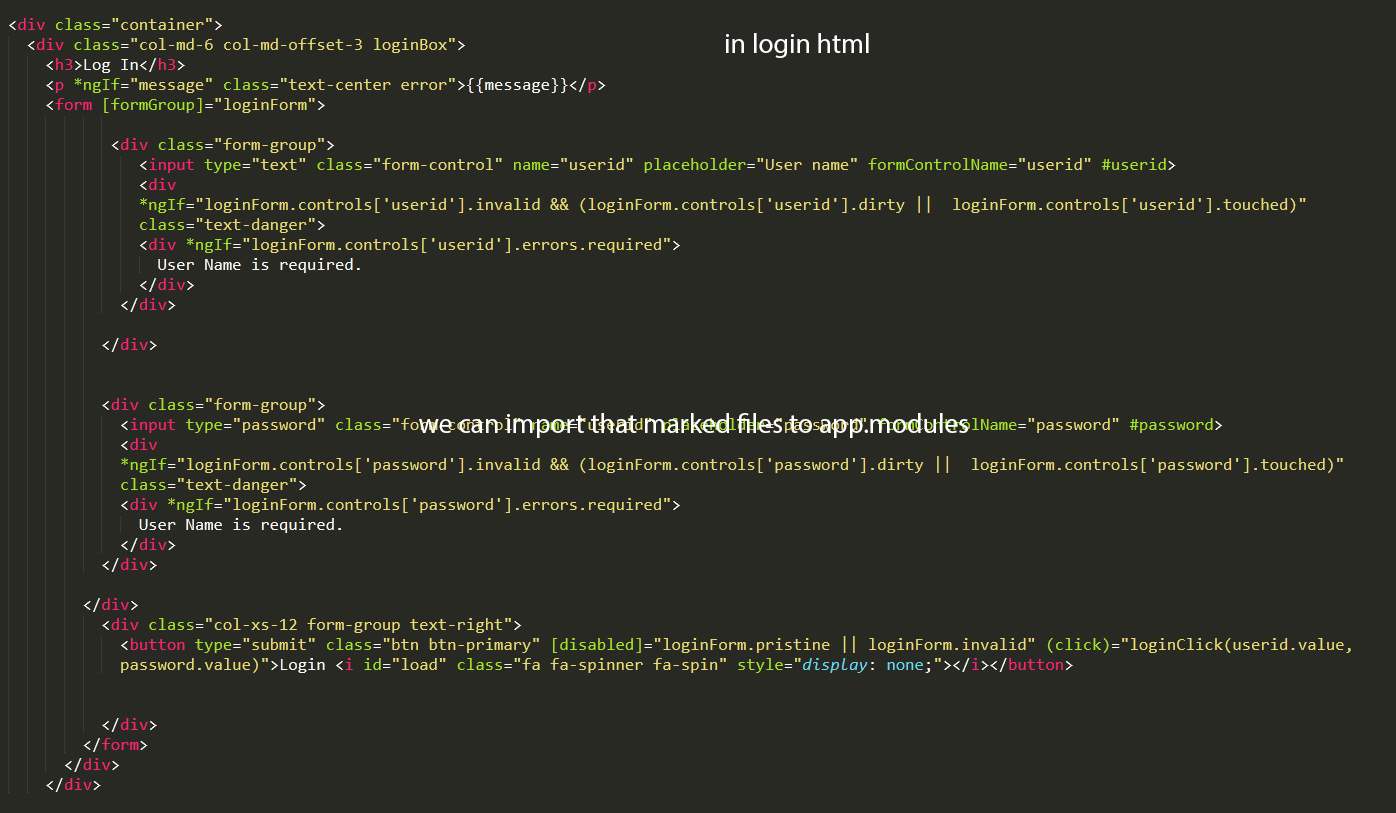 <div class="container">
in login html
<div class="col-md-6 col-md-offset-3 loginBox">
<h3>Log In</h3>
<p *ngIf="message" class="text-center error">{{message}}</p>
<form [formGroup]="loginForm">
<div class="form-group">
<input type="text" class="form-control" name="userid" placeholder="User name" formControlName="userid" #userid>
<div
*ngIf="loginForm.controls['userid'].invalid && (loginForm.controls['userid'].dirty ||  loginForm.controls['userid'].touched)"
class="text-danger">
<div *ngIf="loginForm.controls['userid'].errors.required">
User Name is required.
</div>
</div>
</div>
<div class="form-group">
<input type="password" class="form-control" name="userid" placeholder="password" formControlName="password" #password>
we can import that marked files to app.modules
<div
*ngIf="loginForm.controls['password'].invalid && (loginForm.controls['password'].dirty ||  loginForm.controls['password'].touched)"
class="text-danger">
<div *ngIf="loginForm.controls['password'].errors.required">
User Name is required.
</div>
</div>
</div>
<div class="col-xs-12 form-group text-right">
<button type="submit" class="btn btn-primary" [disabled]="loginForm.pristine || loginForm.invalid" (click)="loginClick(userid.value,
password.value)">Login <i id="load" class="fa fa-spinner fa-spin" style="display: none;"></i></button>
</div>
</form>
</div>
</div>